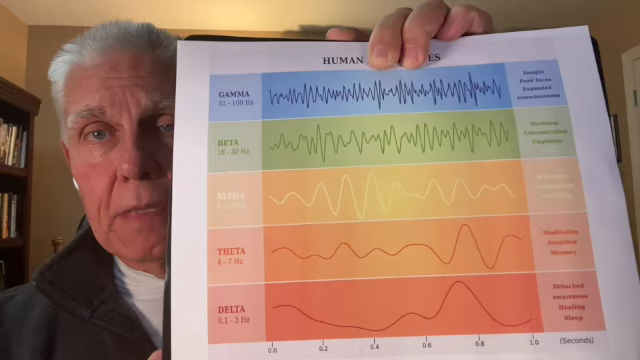 HUMAN
GAMMA
31 - 100 Hz
Insight
Peak focus
Expanded
consciousness
BETA
16 - 30 Hz
Alertness
Concentration
Cognition
ALPHA
THETA
4 - 7 Hz
Meditation
Intuition
Memory
DELTA
0.1 - 3 Hz
Detached
awareness
Healing
Sleep
0.0 0.2 0.4 0.6 0.8 1.0 (Seconds)